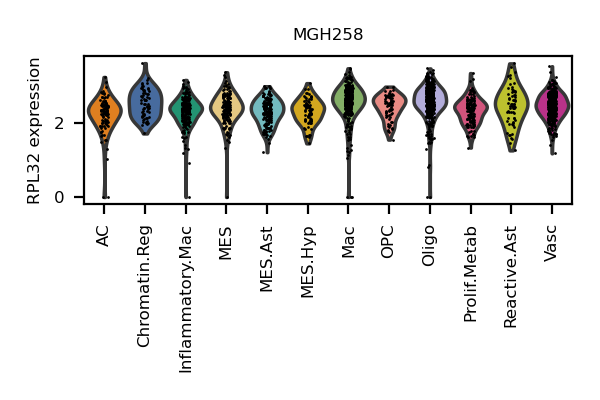 MGH258
RPL32 expression
2
0
AC
Chromatin.Reg
Inflammatory.Mac
MES
MES.Ast
MES.Hyp
Mac
OPC
Oligo
Prolif.Metab
Reactive.Ast
Vasc